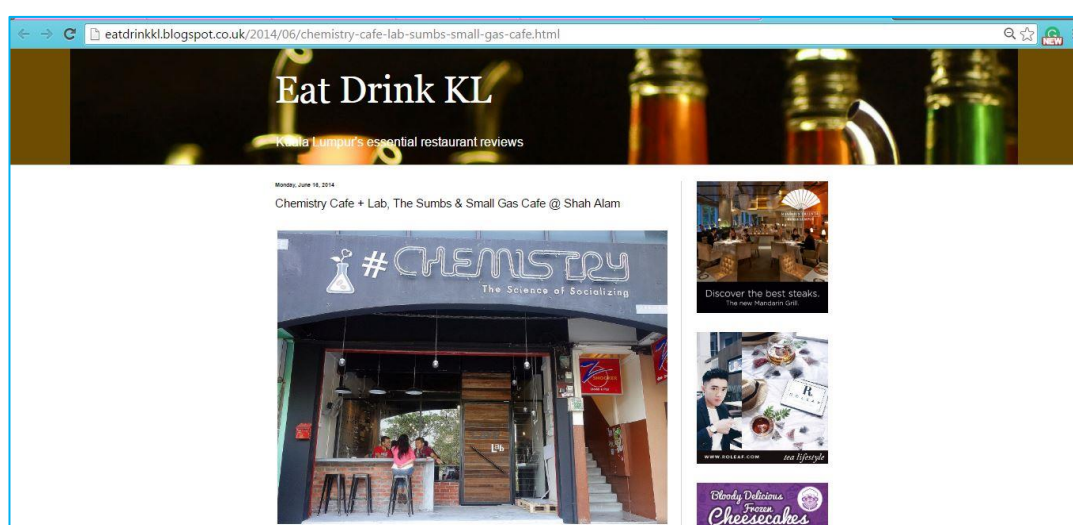 eatdrinkkl.blogspot.co.uk/2014/06/chemistry-cafe-lab-sumbs-small-gas-cafe.html
NEW
Eat Drink KL
Kuala Lumpur's essential restaurant reviews
Monday, June 16, 2014
Chemistry Cafe + Lab, The Sumbs & Small Gas Cafe @ Shah Alam
#CHEMISTRY
The Science of Socializing
Lab
Discover the best steaks.
The new Mandarin Grill.
WWW.ROLEAF.COM
tea lifestyle
Bloody Delicious
Frozen
Cheesecakes